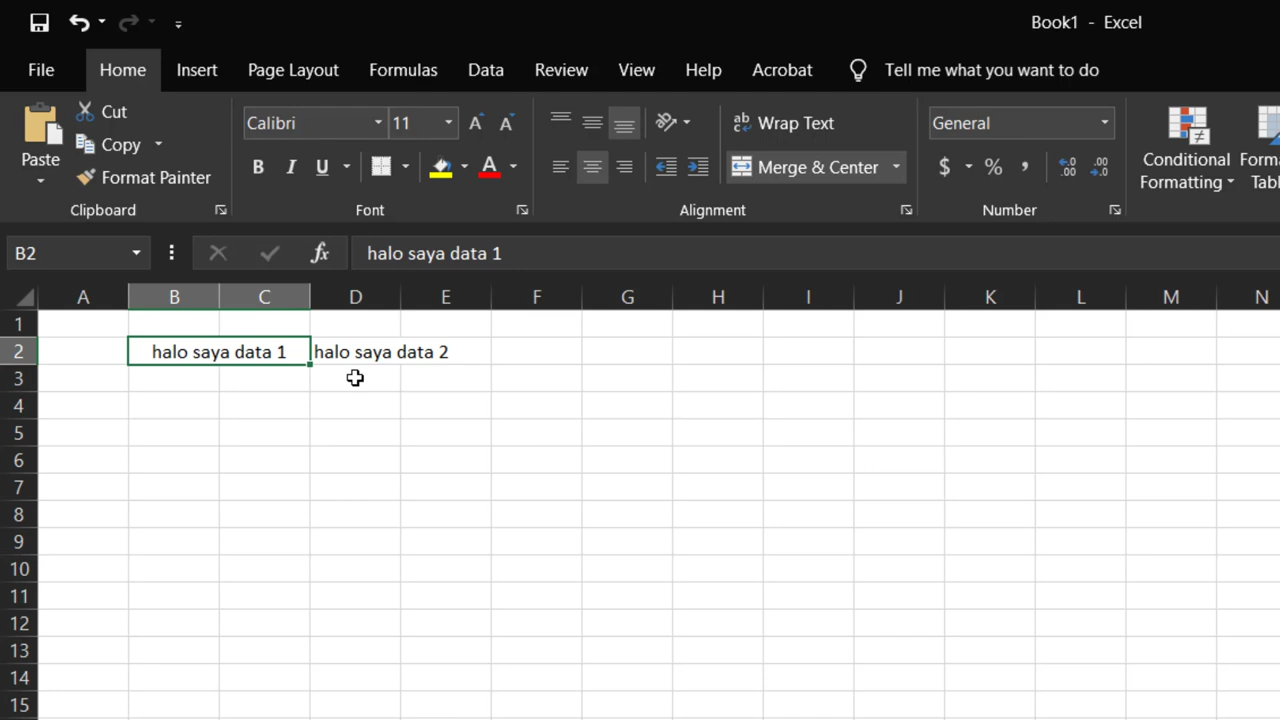 Book1 - Excel
File Home Insert Page Layout Formulas Data Review View Help Acrobat Tell me what you want to do
Paste
Cut
Copy
Format Painter
Clipboard
Calibri 11
B I U A
Font
ab c Wrap Text
Merge & Center
Alignment
General
$ % ,
Number
Conditional Formatting
B2 fx halo saya data 1
A B C D E F G H I J K L M N
1
2 halo saya data 1 halo saya data 2
3
4
5
6
7
8
9
10
11
12
13
14
15